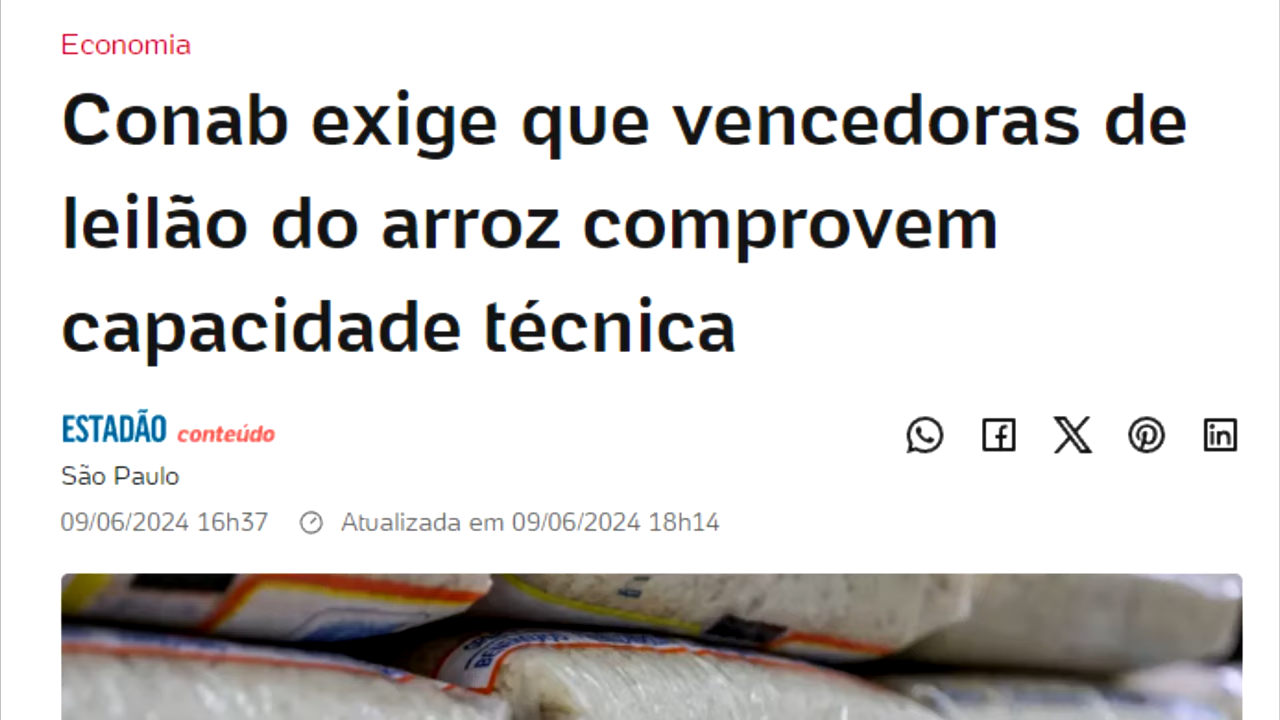 Economia
Conab exige que vencedoras de
leilão do arroz comprovem
capacidade técnica
ESTADÃO conteúdo
São Paulo
09/06/2024 16h37 Atualizada em 09/06/2024 18h14